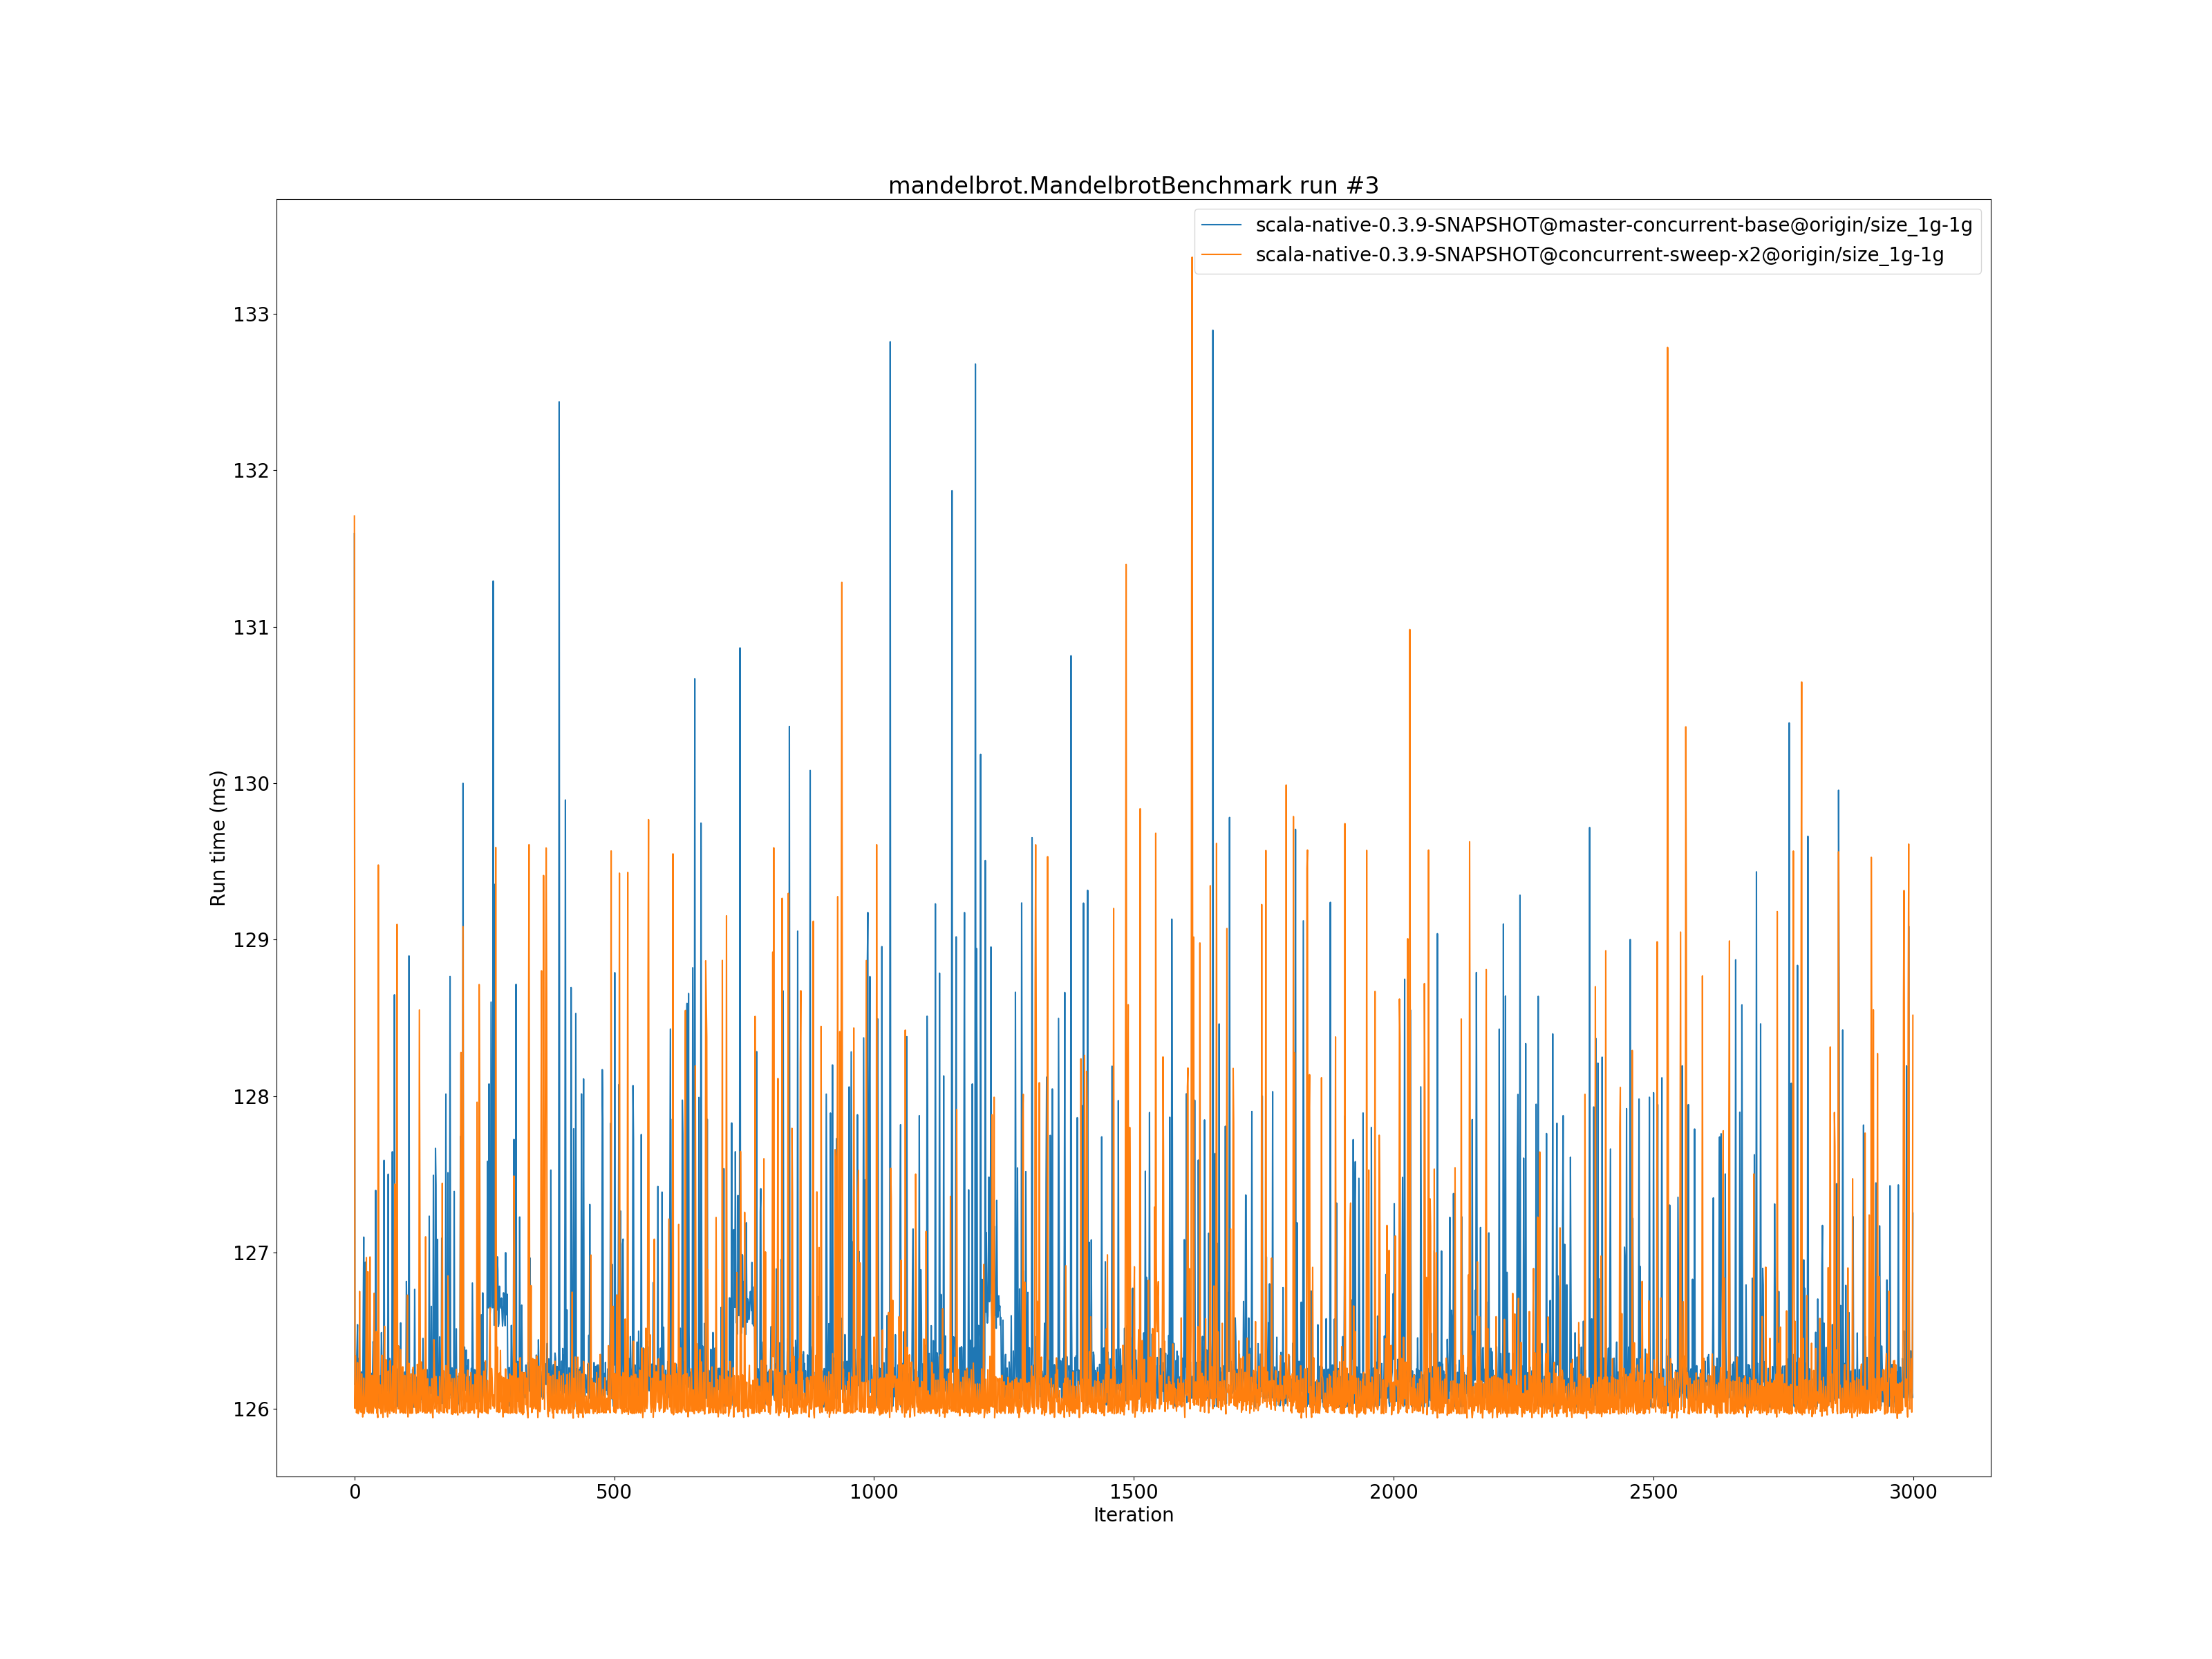 mandelbrot.MandelbrotBenchmark run #3
scala-native-0.3.9-SNAPSHOT@master-concurrent-base@origin/size_1g-1g
scala-native-0.3.9-SNAPSHOT@concurrent-sweep-x2@origin/size_1g-1g
133
132
131
130
129
128
127
126
Run time (ms)
0 500 1000 1500 2000 2500 3000
Iteration